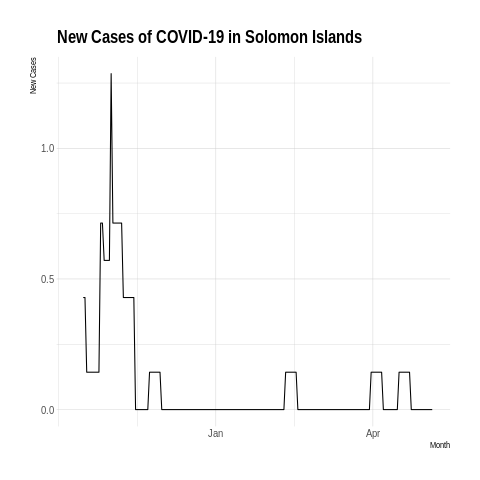 New Cases of COVID-19 in Solomon Islands
New Cases
1.0
0.5
0.0
Jan
Apr
Month